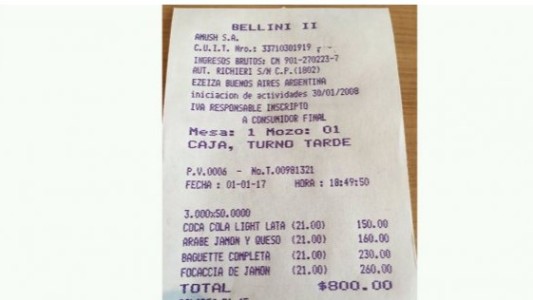 BELLINI II
AMUSH S.A.
C.U.I.T. Nro.: 33710301919
INGRESOS BRUTOS: CM 901-270223-7
AUT. RICHIERI S/N C.P.(1802)
EZEIZA BUENOS AIRES ARGENTINA
iniciacion de actividades 30/01/2008
IVA RESPONSABLE INSCRIPTO
A CONSUMIDOR FINAL
Mesa: 1 Mozo: 01
CAJA, TURNO TARDE
P.V.0006 - No.T.00981321
FECHA : 01-01-17 HORA : 18:49:50
3.000x50.0000
COCA COLA LIGHT LATA (21.00) 150.00
ARABE JAMON Y QUESO (21.00) 160.00
BAGUETTE COMPLETA (21.00) 230.00
FOCACCIA DE JAMON (21.00) 260.00
TOTAL $800.00